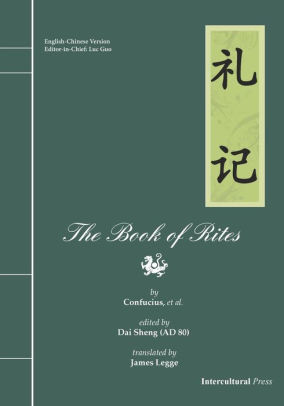 English-Chinese Version
Editor-in-Chief: Luc Guo
礼
记
The Book of Rites
by
Confucius, et al.
edited by
Dai Sheng (AD 80)
translated by
James Legge
Intercultural Press